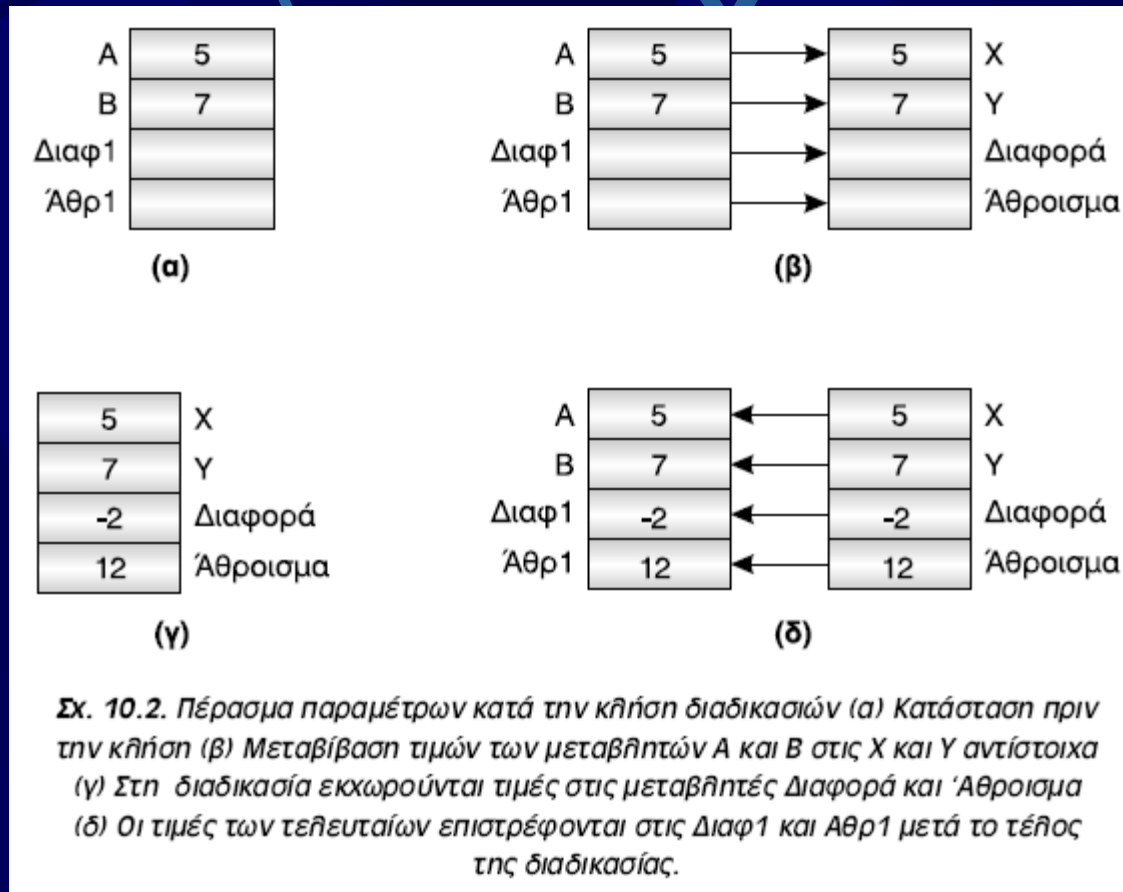 A 5
B 7
Διαφ1
Άθρ1
(α)
A 5 5 X
B 7 7 Y
Διαφ1 Διαφορά
Άθρ1 Άθροισμα
(β)
5 X
7 Y
-2 Διαφορά
12 Άθροισμα
(γ)
A 5 5 X
B 7 7 Y
Διαφ1 -2 -2 Διαφορά
Άθρ1 12 12 Άθροισμα
(δ)
Σχ. 10.2. Πέρασμα παραμέτρων κατά την κλήση διαδικασιών (α) Κατάσταση πριν
την κλήση (β) Μεταβίβαση τιμών των μεταβλητών Α και Β στις Χ και Υ αντίστοιχα
(γ) Στη διαδικασία εκχωρούνται τιμές στις μεταβλητές Διαφορά και 'Αθροισμα
(δ) Οι τιμές των τελευταίων επιστρέφονται στις Διαφ1 και Αθρ1 μετά το τέλος
της διαδικασίας.